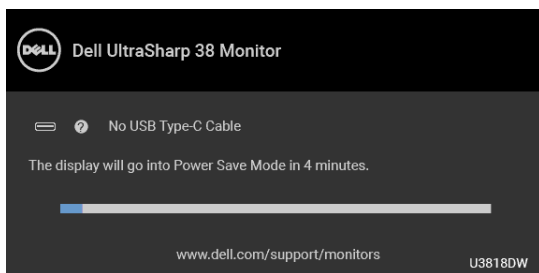 DELL
Dell UltraSharp 38 Monitor
? No USB Type-C Cable
The display will go into Power Save Mode in 4 minutes.
www.dell.com/support/monitors
U3818DW